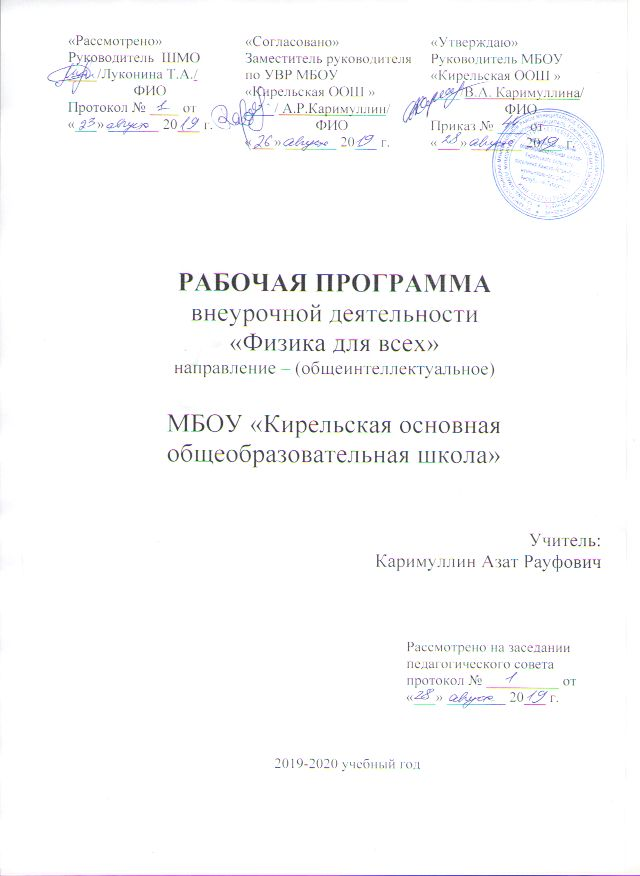 «Рассмотрено»
Руководитель ШМО
/Луконина Т.А./
ФИО
Протокол № 1 от
«23» августа 2019 г.
«Согласовано»
Заместитель руководителя
по УВР МБОУ
«Кирельская ООШ »
/ А.Р.Каримуллин/
ФИО
«26» августа 2019 г.
«Утверждаю»
Руководитель МБОУ
«Кирельская ООШ »
В.А. Каримуллина/
ФИО
Приказ № от
«28» августа 2019 г.
РАБОЧАЯ ПРОГРАММА
внеурочной деятельности
«Физика для всех»
направление – (общеинтеллектуальное)
МБОУ «Кирельская основная
общеобразовательная школа»
Учитель:
Каримуллин Азат Рауфович
Рассмотрено на заседании
педагогического совета
протокол № 1 от
«28» августа 2019 г.
2019-2020 учебный год